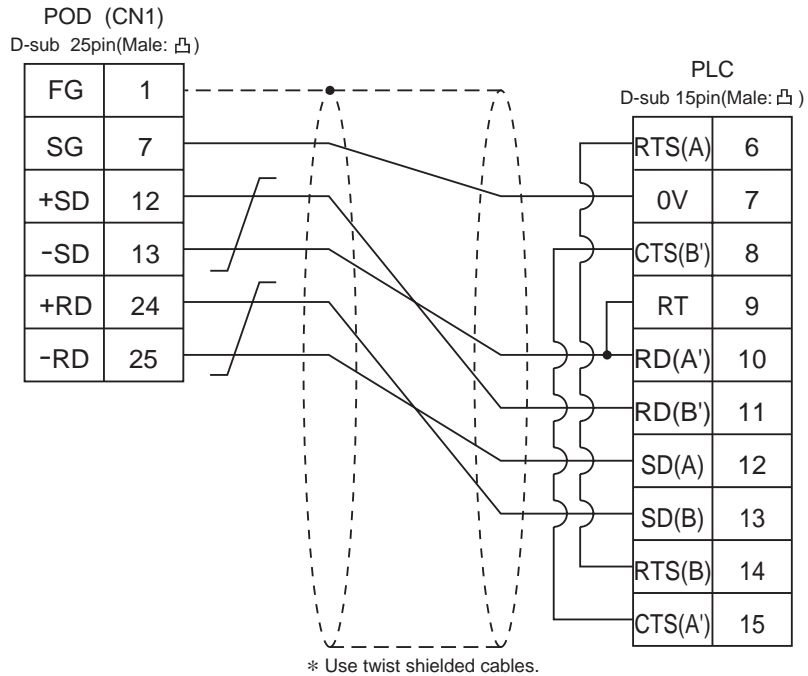 POD (CN1)
D-sub 25pin(Male: 凸)
FG 1
SG 7
+SD 12
-SD 13
+RD 24
-RD 25
PLC
D-sub 15pin(Male: 凸 )
RTS(A) 6
0V 7
CTS(B') 8
RT 9
RD(A') 10
RD(B') 11
SD(A) 12
SD(B) 13
RTS(B) 14
CTS(A') 15
* Use twist shielded cables.